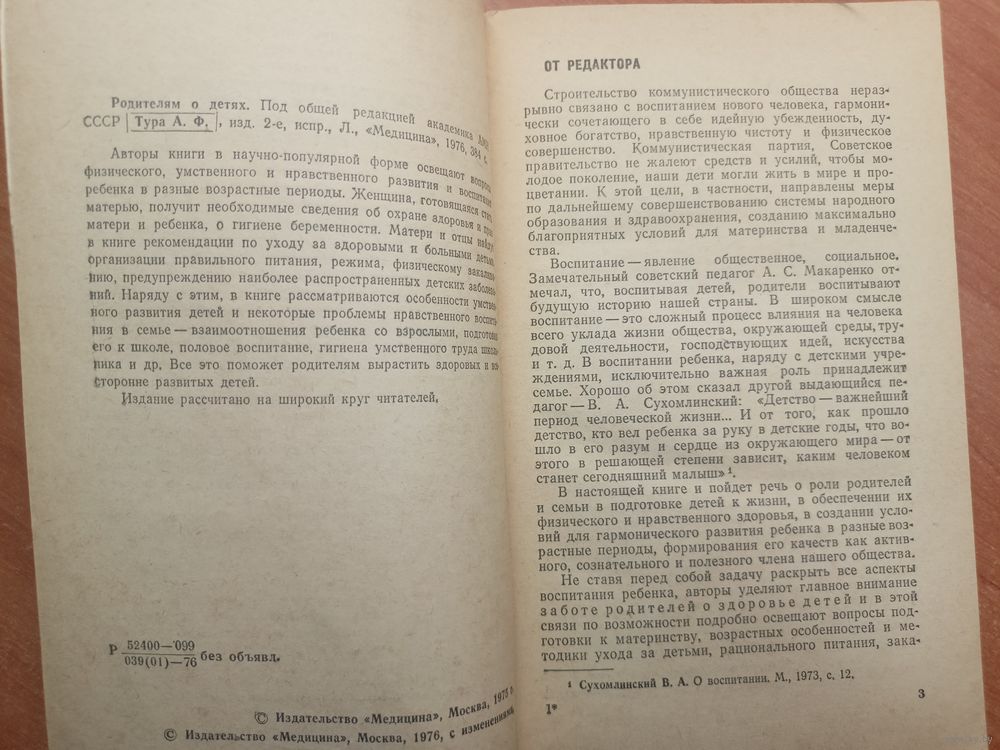 Родителям о детях. Под общей редакцией академика
СССР Тура А. Ф., изд. 2-е, испр., Л., «Медицина», 1976, 384 с.
Авторы книги в научно-популярной форме освещают вопросы
физического, умственного и нравственного развития и воспитания
ребенка в разные возрастные периоды. Женщина, готовящаяся стать
матерью, получит необходимые сведения об охране здоровья и прав
матери и ребенка, о гигиене беременности. Матери и отцы найдут
в книге рекомендации по уходу за здоровыми и больными детьми,
организации правильного питания, режима, физическому закалива-
нию, предупреждению наиболее распространенных детских заболева-
ний. Наряду с этим, в книге рассматриваются особенности умствен-
ного развития детей и некоторые проблемы нравственного воспита-
ния в семье — взаимоотношения ребенка со взрослыми, подготовка
его к школе, половое воспитание, гигиена умственного труда школь-
ника и др. Все это поможет родителям вырастить здоровых и все-
сторонне развитых детей.
Издание рассчитано на широкий круг читателей.
Р 52400—099
039(01)—76 без объявл.
© Издательство «Медицина», Москва, 1975 г.
© Издательство «Медицина», Москва, 1976, с изменениями.
ОТ РЕДАКТОРА
Строительство коммунистического общества нераз-
рывно связано с воспитанием нового человека, гармони-
чески сочетающего в себе идейную убежденность, ду-
ховное богатство, нравственную чистоту и физическое
совершенство. Коммунистическая партия, Советское
правительство не жалеют средств и усилий, чтобы мо-
лодое поколение, наши дети могли жить в мире и про-
цветании. К этой цели, в частности, направлены меры
по дальнейшему совершенствованию системы народного
образования и здравоохранения, созданию максимально
благоприятных условий для материнства и младенче-
ства.
Воспитание — явление общественное, социальное.
Замечательный советский педагог А. С. Макаренко от-
мечал, что, воспитывая детей, родители воспитывают
будущую историю нашей страны. В широком смысле
воспитание — это сложный процесс влияния на человека
всего уклада жизни общества, окружающей среды, тру-
довой деятельности, господствующих идей, искусства
и т. д. В воспитании ребенка, наряду с детскими учре-
ждениями, исключительно важная роль принадлежит
семье. Хорошо об этом сказал другой выдающийся пе-
дагог — В. А. Сухомлинский: «Детство — важнейший
период человеческой жизни... И от того, как прошло
детство, кто вел ребенка за руку в детские годы, что во-
шло в его разум и сердце из окружающего мира — от
этого в решающей степени зависит, каким человеком
станет сегодняшний малыш» ¹.
В настоящей книге и пойдет речь о роли родителей
и семьи в подготовке детей к жизни, в обеспечении их
физического и нравственного здоровья, в создании усло-
вий для гармонического развития ребенка в разные воз-
растные периоды, формирования его качеств как актив-
ного, сознательного и полезного члена нашего общества.
Не ставя перед собой задачу раскрыть все аспекты
воспитания ребенка, авторы уделяют главное внимание
заботе родителей о здоровье детей и в этой
связи по возможности подробно освещают вопросы под-
готовки к материнству, возрастных особенностей и ме-
тодики ухода за детьми, рационального питания, зака-
¹ Сухомлинский В. А. О воспитании. М., 1973, с. 12.
1*
3